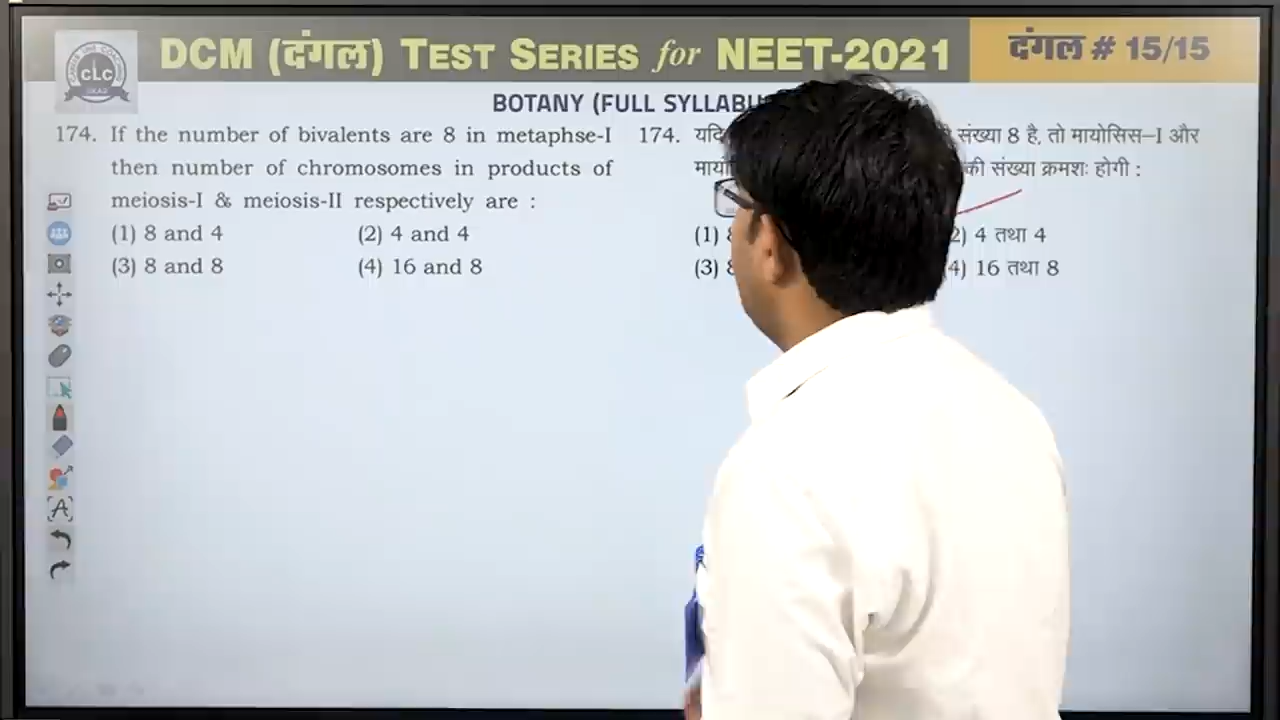 DCM (दंगल) TEST SERIES for NEET-2021
दंगल # 15/15
CLC
BOTANY (FULL
174. If the number of bivalents are 8 in metaphse-I
then number of chromosomes in products of
meiosis-I & meiosis-II respectively are :
(1) 8 and 4 (2) 4 and 4
(3) 8 and 8 (4) 16 and 8
174. यदि संख्या 8 है, तो मायोसिस–I और
की संख्या क्रमशः होगी :
(1) 2) 4 तथा 4
(3) 4) 16 तथा 8